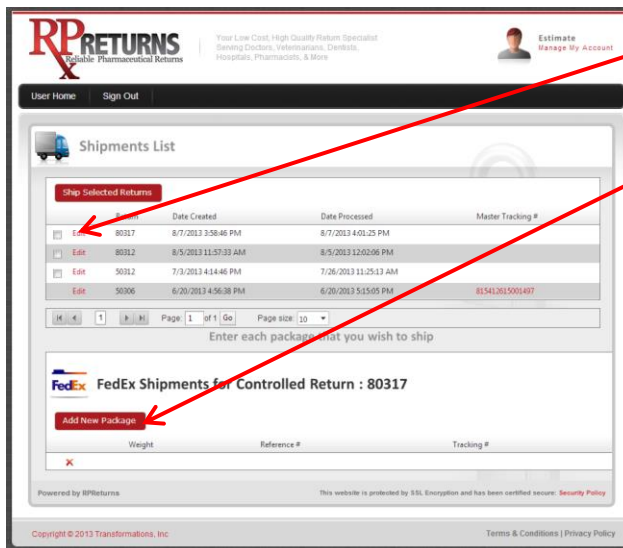 RPRETURNS
Reliable Pharmaceutical Returns
Your Low Cost, High Quality Return Specialist
Serving Doctors, Veterinarians, Dentists,
Hospitals, Pharmacists, & More
Estimate
Manage My Account
User Home Sign Out
Shipments List
Ship Selected Returns
Return Date Created Date Processed Master Tracking #
Edit 80317 8/7/2013 3:58:46 PM 8/7/2013 4:01:25 PM
Edit 80312 8/5/2013 11:57:33 AM 8/5/2013 12:02:06 PM
Edit 50312 7/3/2013 4:14:46 PM 7/26/2013 11:25:13 AM
Edit 50306 6/20/2013 4:56:38 PM 6/20/2013 5:15:05 PM 815412615001497
1 Page: 1 of 1 Go Page size: 10
Enter each package that you wish to ship
FedEx FedEx Shipments for Controlled Return : 80317
Add New Package
Weight Reference # Tracking #
Powered by RPReturns This website is protected by SSL Encryption and has been certified secure: Security Policy
Copyright © 2013 Transformations, Inc Terms & Conditions | Privacy Policy